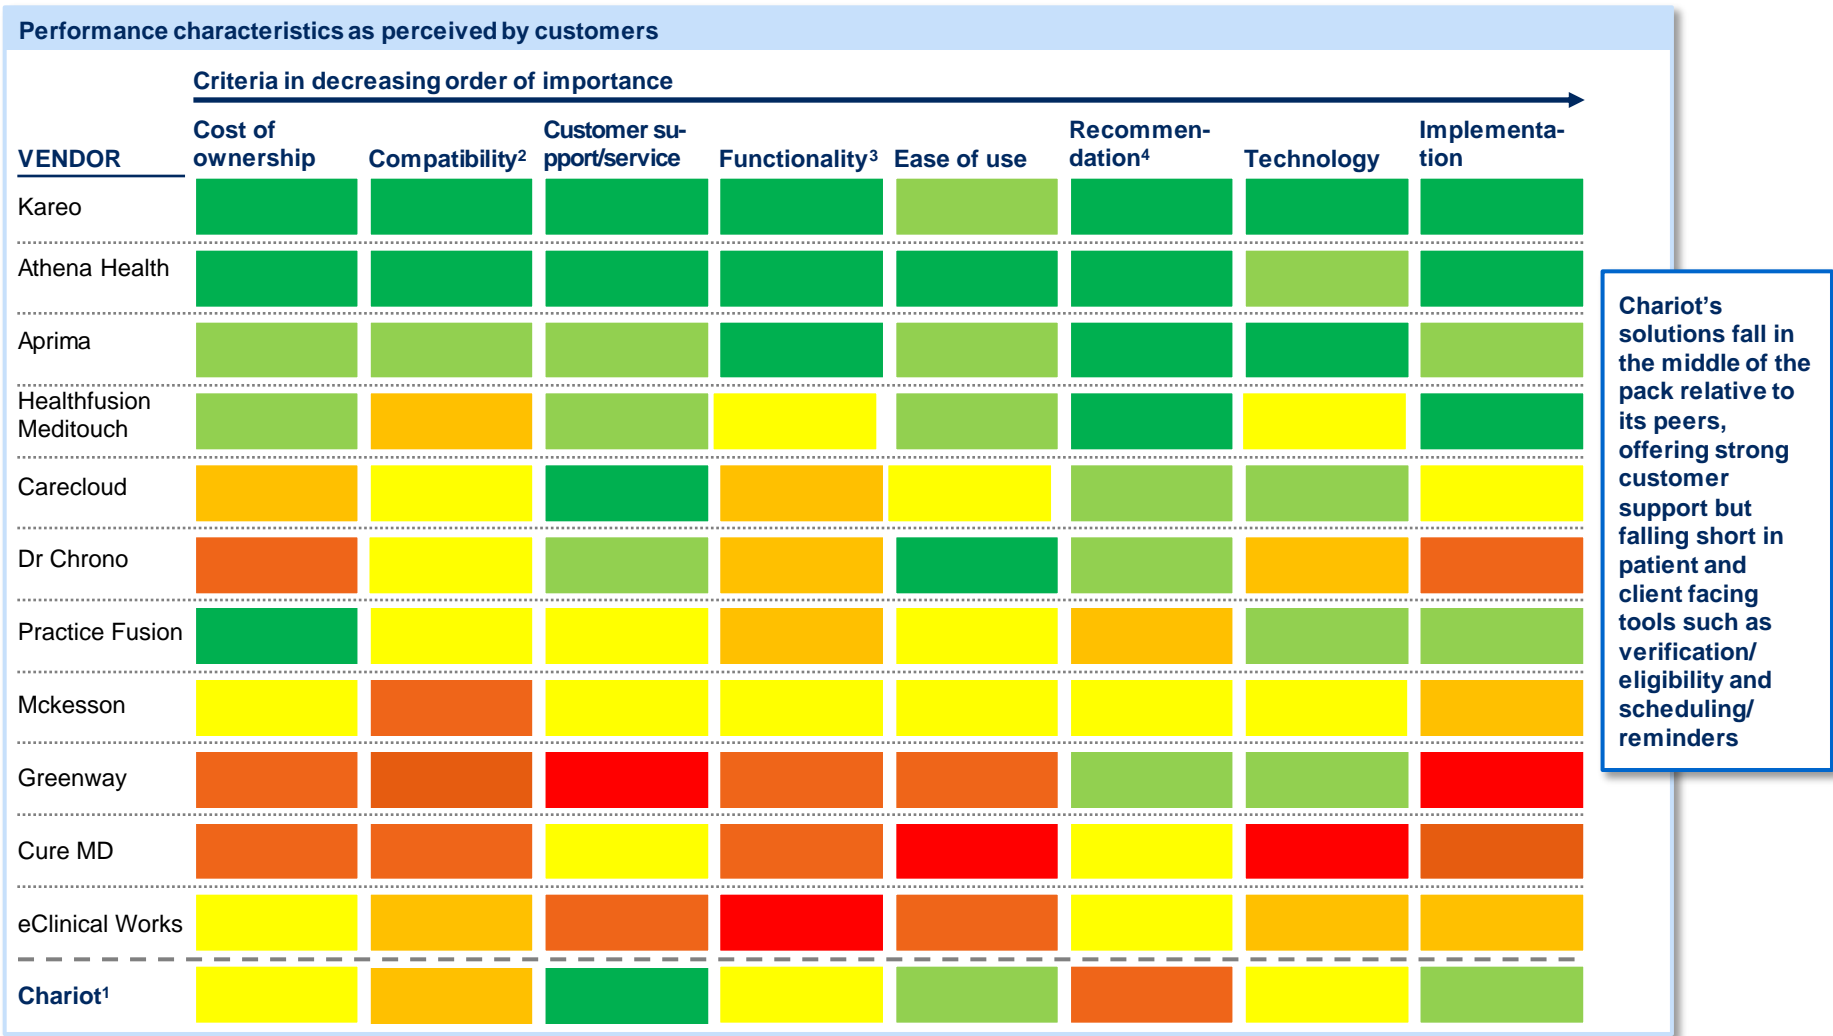 Performance characteristics as perceived by customers
Criteria in decreasing order of importance
VENDOR
Cost of
ownership
Compatibility²
Customer su-
pport/service
Functionality³
Ease of use
Recommen-
dation⁴
Technology
Implementa-
tion
Kareo
Athena Health
Aprima
Healthfusion
Meditouch
Carecloud
Dr Chrono
Practice Fusion
Mckesson
Greenway
Cure MD
eClinical Works
Chariot¹
Chariot's
solutions fall in
the middle of the
pack relative to
its peers,
offering strong
customer
support but
falling short in
patient and
client facing
tools such as
verification/
eligibility and
scheduling/
reminders